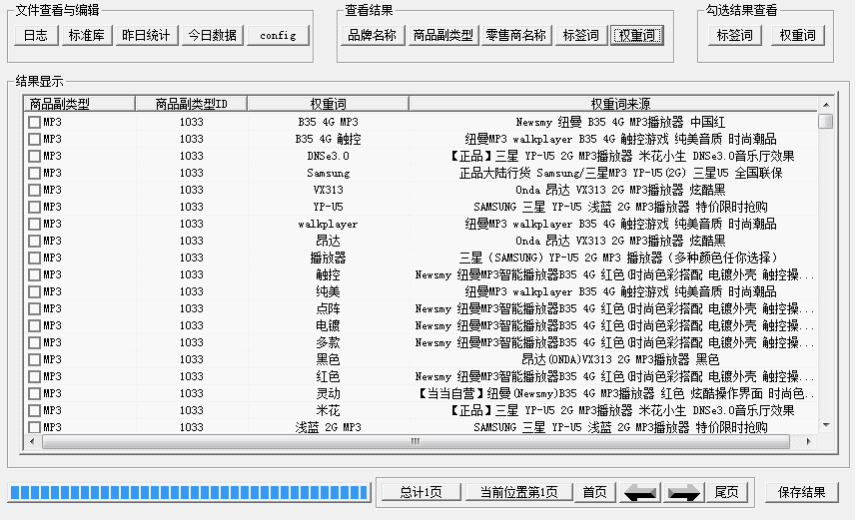 文件查看与编辑 查看结果 勾选结果查看
日志 标准库 昨日统计 今日数据 config 品牌名称 商品副类型 零售商名称 标签词 权重词 标签词 权重词
结果显示
商品副类型 商品副类型ID 权重词 权重词来源
MP3 1033 B35 4G MP3 Newsmy 纽曼 B35 4G MP3播放器 中国红
MP3 1033 B35 4G 触控 纽曼MP3 walkplayer B35 4G 触控游戏 纯美音质 时尚潮品
MP3 1033 DNSe3.0 【正品】三星 YP-U5 2G MP3播放器 米花小生 DNSe3.0音乐厅效果
MP3 1033 Samsung 正品大陆行货 Samsung/三星MP3 YP-U5(2G) 三星U5 全国联保
MP3 1033 VX313 Onda 昂达 VX313 2G MP3播放器 炫酷黑
MP3 1033 YP-U5 SAMSUNG 三星 YP-U5 浅蓝 2G MP3播放器 特价限时抢购
MP3 1033 walkplayer 纽曼MP3 walkplayer B35 4G 触控游戏 纯美音质 时尚潮品
MP3 1033 昂达 Onda 昂达 VX313 2G MP3播放器 炫酷黑
MP3 1033 播放器 三星（SAMSUNG）YP-U5 2G MP3 播放器（多种颜色任你选择）
MP3 1033 触控 Newsmy 纽曼MP3智能播放器B35 4G 红色(时尚色彩搭配 电镀外壳 触控操...
MP3 1033 纯美 纽曼MP3 walkplayer B35 4G 触控游戏 纯美音质 时尚潮品
MP3 1033 点阵 Newsmy 纽曼MP3智能播放器B35 4G 红色(时尚色彩搭配 电镀外壳 触控操...
MP3 1033 电镀 Newsmy 纽曼MP3智能播放器B35 4G 红色(时尚色彩搭配 电镀外壳 触控操...
MP3 1033 多款 Newsmy 纽曼MP3智能播放器B35 4G 红色(时尚色彩搭配 电镀外壳 触控操...
MP3 1033 黑色 昂达(ONDA)VX313 2G MP3播放器 黑色
MP3 1033 红色 Newsmy 纽曼MP3智能播放器B35 4G 红色(时尚色彩搭配 电镀外壳 触控操...
MP3 1033 灵动 【当当自营】纽曼(Newsmy)B35 4G MP3播放器 红色 炫酷操作界面 时尚色...
MP3 1033 米花 【正品】三星 YP-U5 2G MP3播放器 米花小生 DNSe3.0音乐厅效果
MP3 1033 浅蓝 2G MP3 SAMSUNG 三星 YP-U5 浅蓝 2G MP3播放器 特价限时抢购
总计1页 当前位置第1页 首页 尾页 保存结果